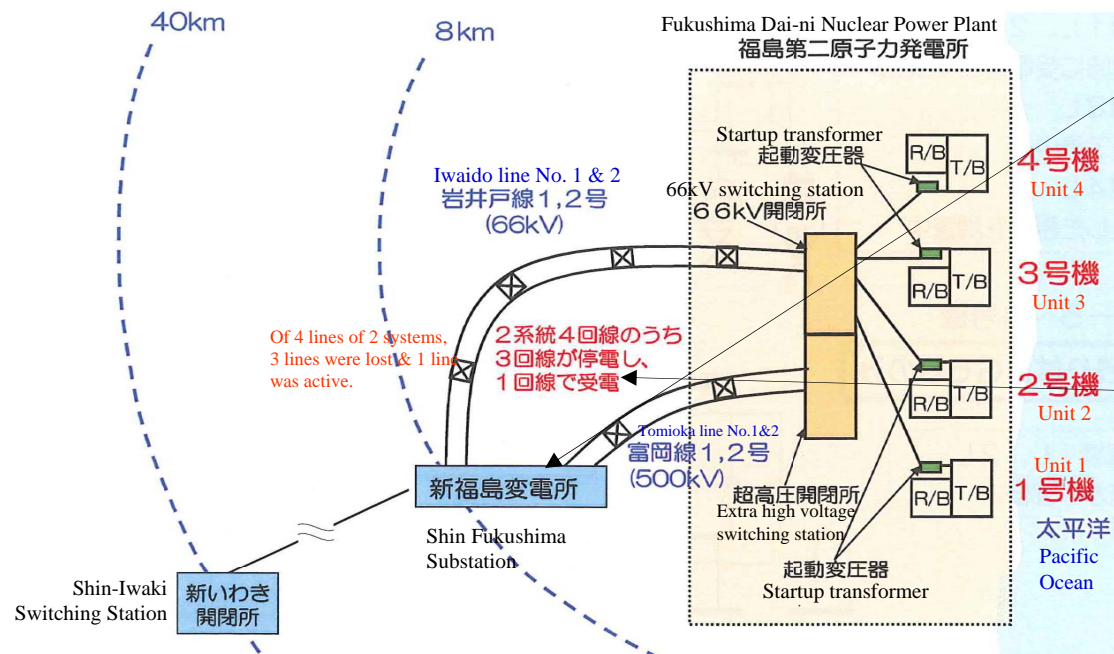 40km
8km
Fukushima Dai-ni Nuclear Power Plant
福島第二原子力発電所
Startup transformer
起動変圧器
R/B
T/B
4号機
Unit 4
Iwaido line No. 1 & 2
岩井戸線1,2号
(66kV)
66kV switching station
66kV開閉所
R/B
T/B
3号機
Unit 3
Of 4 lines of 2 systems,
3 lines were lost & 1 line
was active.
2系統4回線のうち
3回線が停電し、
1回線で受電
R/B
T/B
2号機
Unit 2
Tomioka line No.1&2
富岡線1,2号
(500kV)
Unit 1
1号機
R/B
T/B
新福島変電所
Shin Fukushima
Substation
超高圧開閉所
Extra high voltage
switching station
太平洋
Pacific
Ocean
起動変圧器
Startup transformer
Shin-Iwaki
Switching Station
新いわき
開閉所